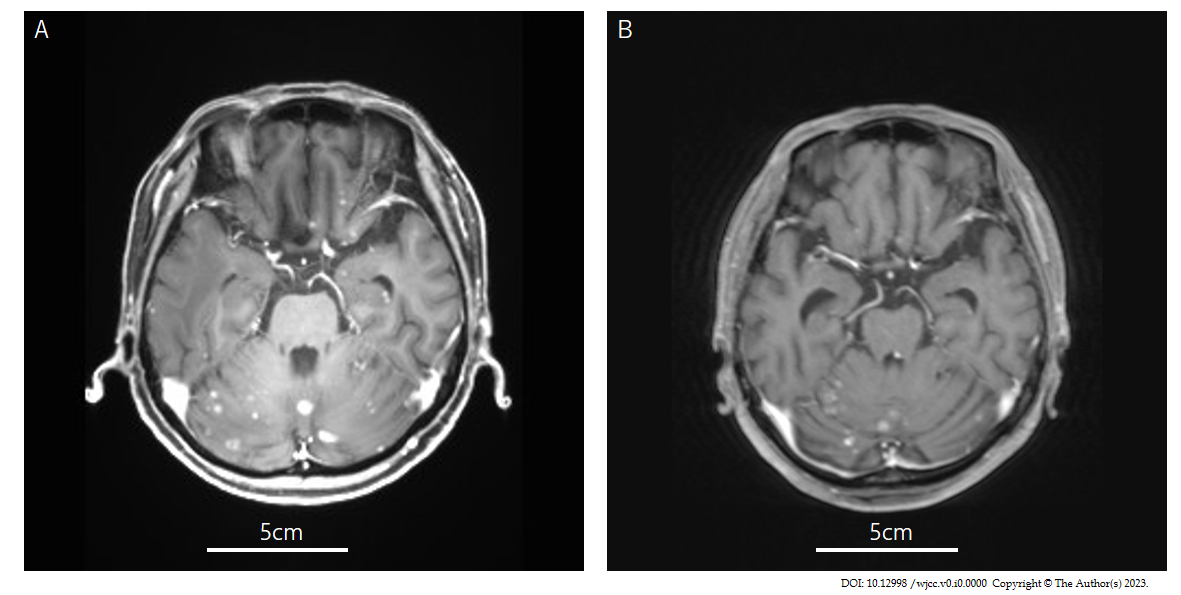 A
B
5cm
5cm
DOI: 10.12998 /wjcc.v0.i0.0000 Copyright © The Author(s) 2023.